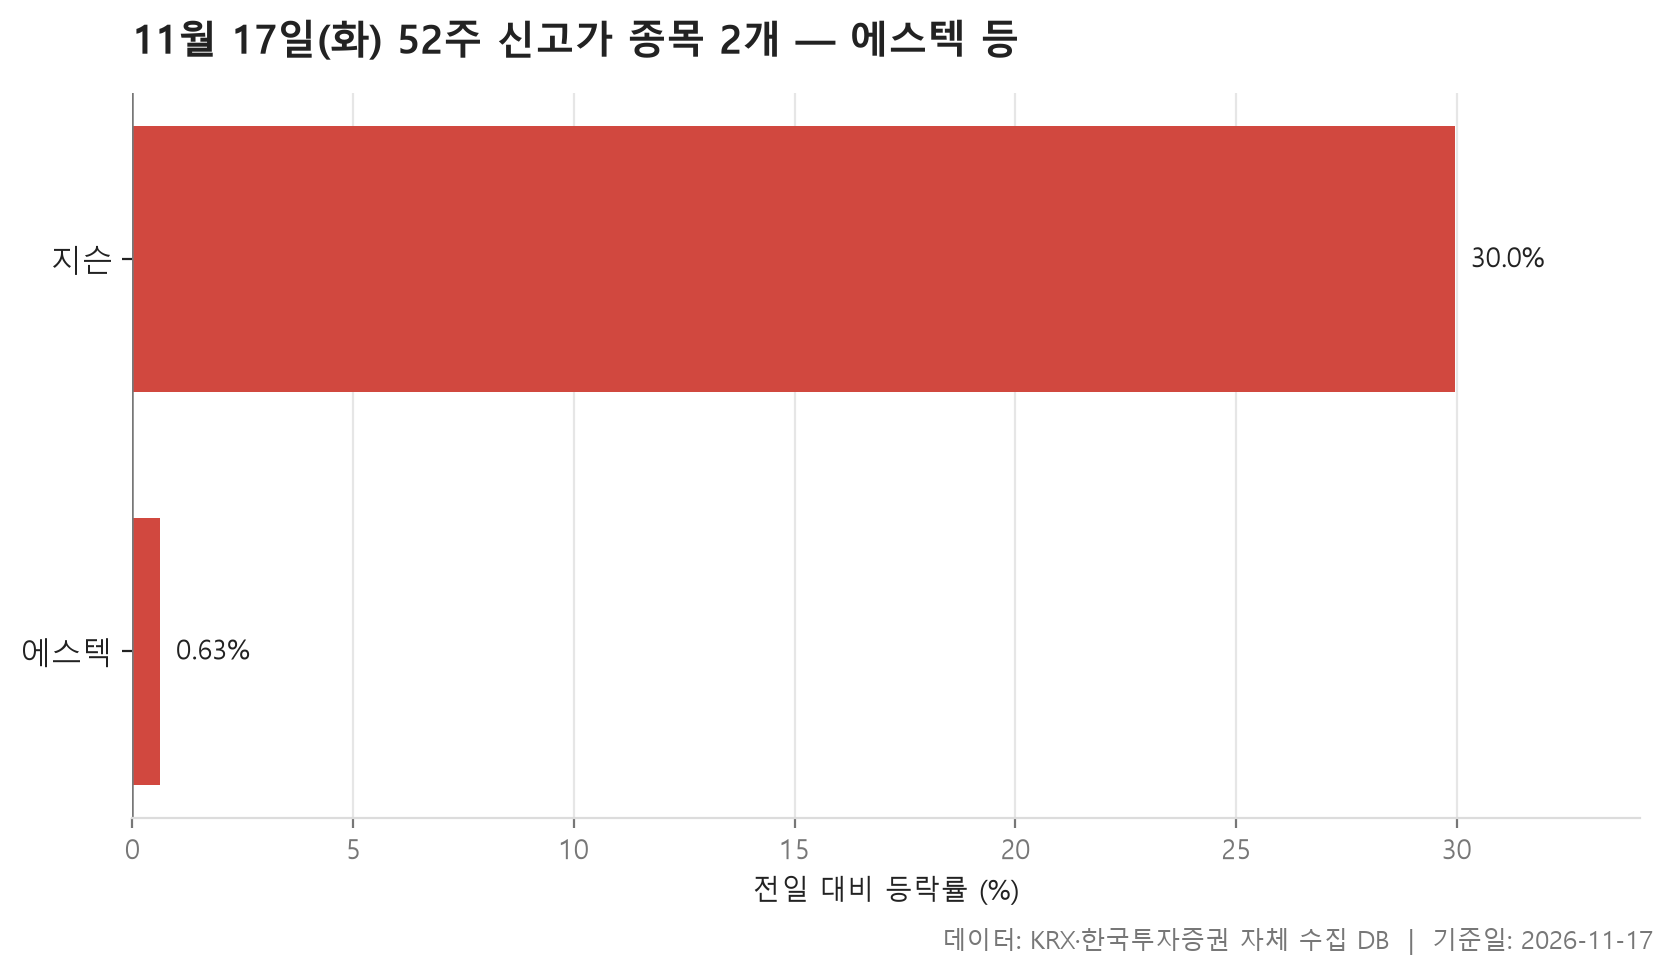 11월 17일(화) 52주 신고가 종목 2개 — 에스텍 등
지슨
30.0%
에스텍
0.63%
0 5 10 15 20 25 30
전일 대비 등락률 (%)
데이터: KRX·한국투자증권 자체 수집 DB | 기준일: 2026-11-17